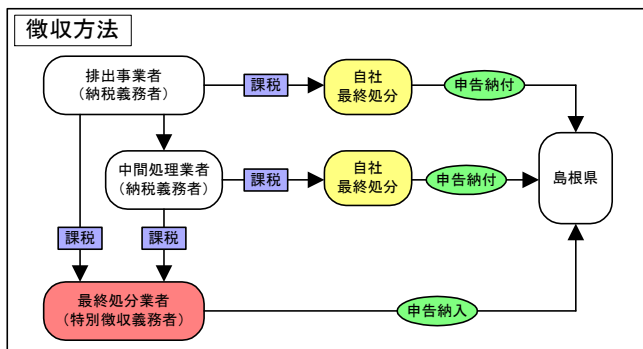 徴収方法
排出事業者
（納税義務者）
課税
自社
最終処分
申告納付
中間処理業者
（納税義務者）
課税
自社
最終処分
申告納付
島根県
課税
課税
最終処分業者
（特別徴収義務者）
申告納入